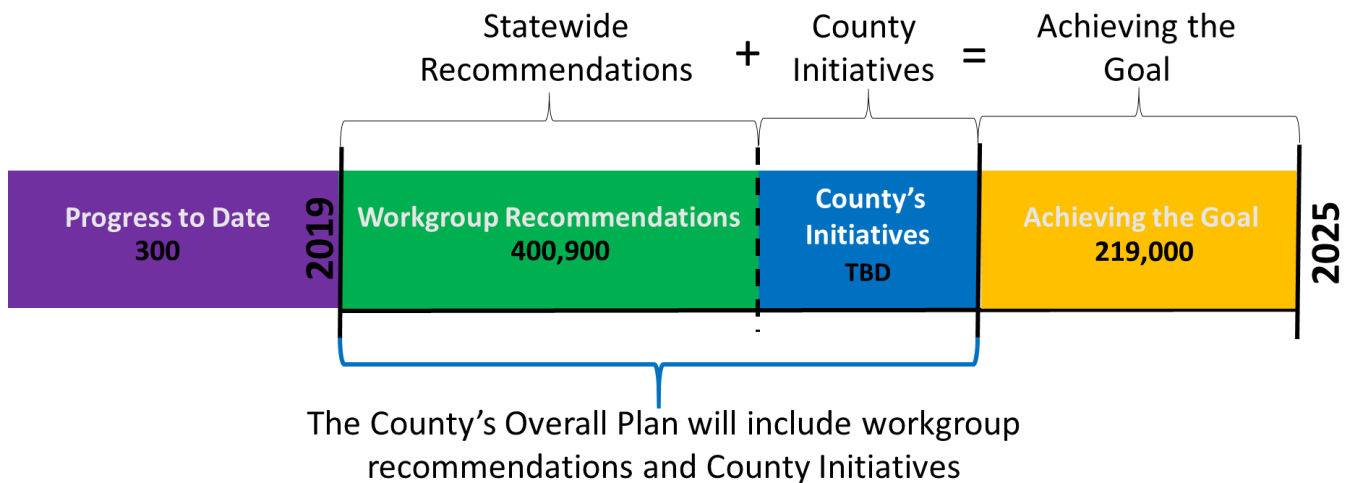 Statewide
Recommendations
+
County
Initiatives
=
Achieving the
Goal
Progress to Date
300
2019
Workgroup Recommendations
400,900
County’s
Initiatives
TBD
Achieving the Goal
219,000
2025
The County’s Overall Plan will include workgroup
recommendations and County Initiatives